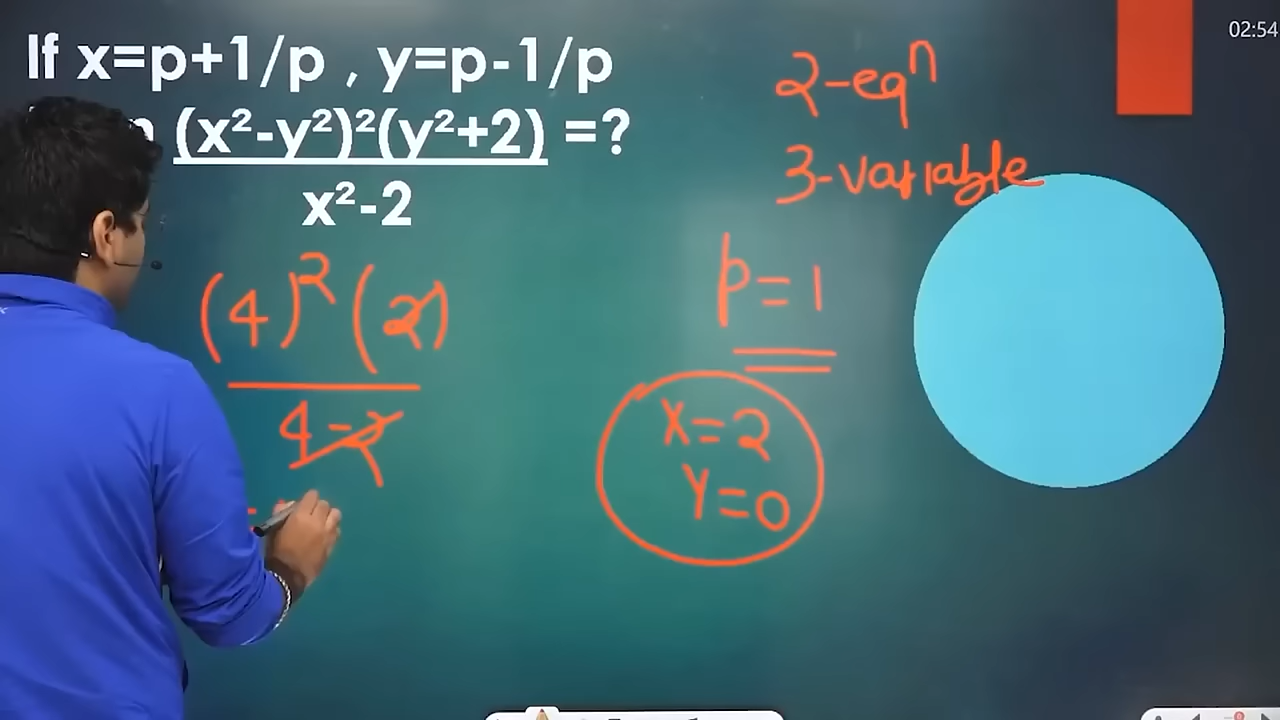 If x=p+1/p , y=p-1/p
(x²-y²)²(y²+2) =?
x²-2
02:54
2-eqⁿ
3-variable
p=1
(4)²(2)
4-2
=
x=2
y=0